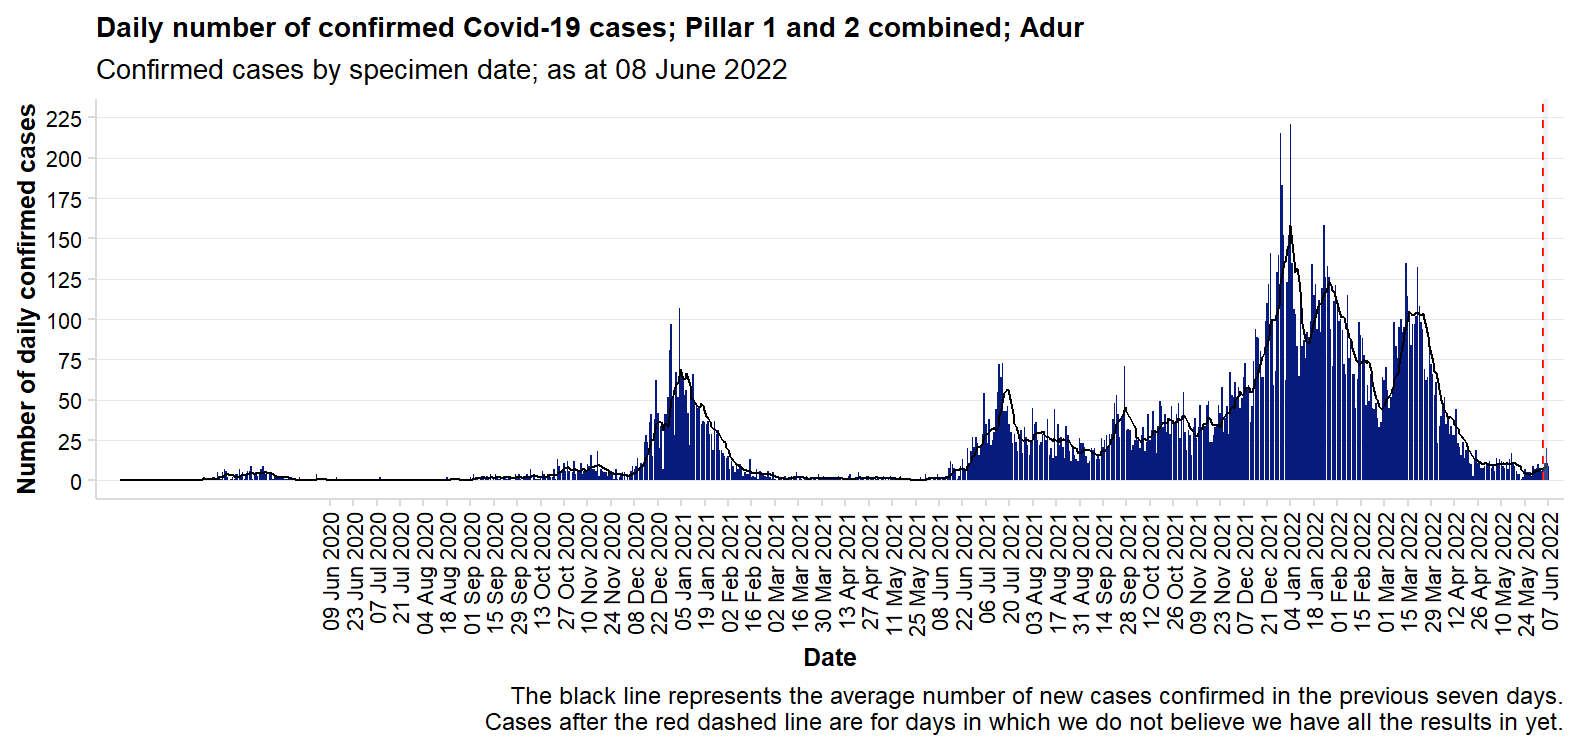 Daily number of confirmed Covid-19 cases; Pillar 1 and 2 combined; Adur
Confirmed cases by specimen date; as at 08 June 2022
Number of daily confirmed cases
225
200
175
150
125
100
75
50
25
0
09 Jun 2020
23 Jun 2020
07 Jul 2020
21 Jul 2020
04 Aug 2020
18 Aug 2020
01 Sep 2020
15 Sep 2020
29 Sep 2020
13 Oct 2020
27 Oct 2020
10 Nov 2020
24 Nov 2020
08 Dec 2020
22 Dec 2020
05 Jan 2021
19 Jan 2021
02 Feb 2021
16 Feb 2021
02 Mar 2021
16 Mar 2021
30 Mar 2021
13 Apr 2021
27 Apr 2021
11 May 2021
25 May 2021
08 Jun 2021
22 Jun 2021
06 Jul 2021
20 Jul 2021
03 Aug 2021
17 Aug 2021
31 Aug 2021
14 Sep 2021
28 Sep 2021
12 Oct 2021
26 Oct 2021
09 Nov 2021
23 Nov 2021
07 Dec 2021
21 Dec 2021
04 Jan 2022
18 Jan 2022
01 Feb 2022
15 Feb 2022
01 Mar 2022
15 Mar 2022
29 Mar 2022
12 Apr 2022
26 Apr 2022
10 May 2022
24 May 2022
07 Jun 2022
Date
The black line represents the average number of new cases confirmed in the previous seven days.
Cases after the red dashed line are for days in which we do not believe we have all the results in yet.